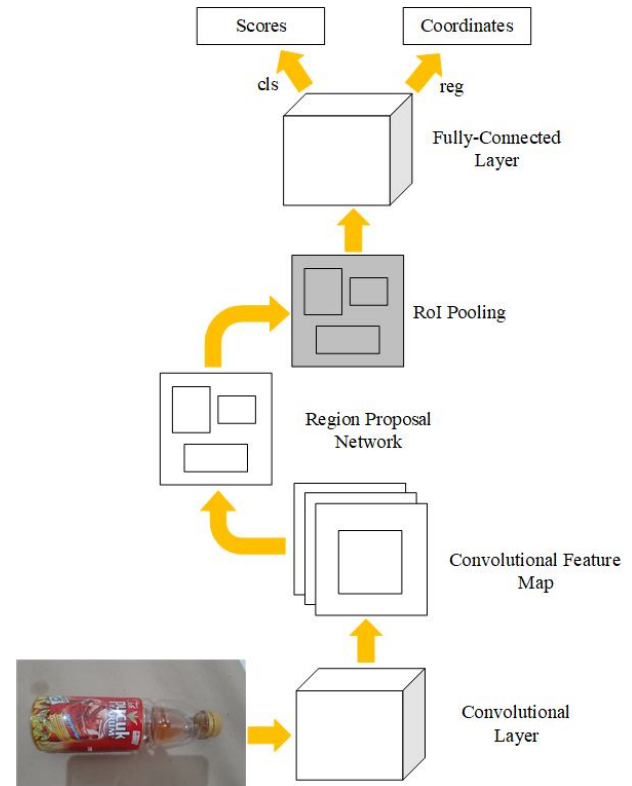 Scores
Coordinates
cls
reg
Fully-Connected
Layer
RoI Pooling
Region Proposal
Network
Convolutional Feature
Map
Convolutional
Layer